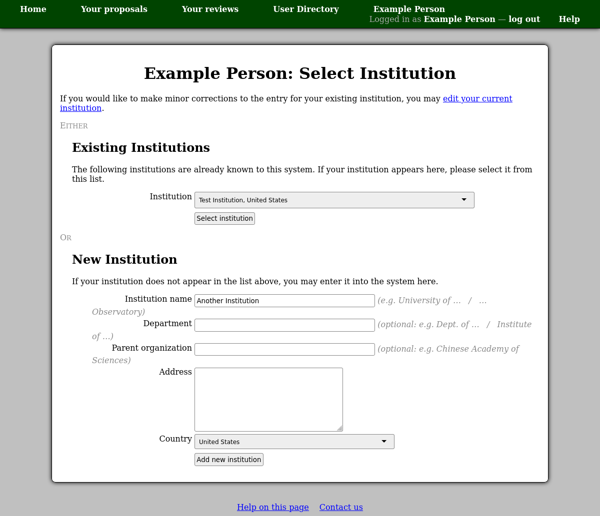 Home Your proposals Your reviews User Directory Example Person
Logged in as Example Person — log out Help
Example Person: Select Institution
If you would like to make minor corrections to the entry for your existing institution, you may edit your current
institution.
EITHER
Existing Institutions
The following institutions are already known to this system. If your institution appears here, please select it from
this list.
Institution Test Institution, United States
Select institution
OR
New Institution
If your institution does not appear in the list above, you may enter it into the system here.
Institution name Another Institution (e.g. University of ... / ...
Observatory)
Department (optional: e.g. Dept. of ... / Institute
of ...)
Parent organization (optional: e.g. Chinese Academy of
Sciences)
Address
Country United States
Add new institution
Help on this page Contact us